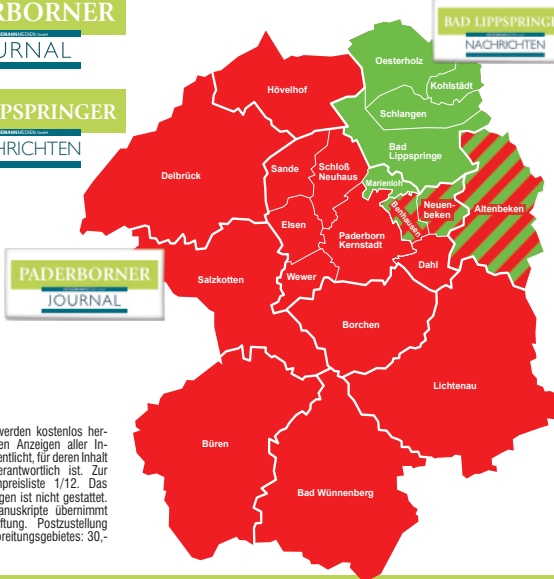 RBORNER
URNAL
PSPRINGER
HRICHTEN
BAD LIPPSPRINGE
NACHRICHTEN
Oesterholz
Kohlstädt
Hövelhof
Schlangen
Bad
Lippspringe
Delbrück
Sande
Schloß
Neuhaus
Marienloh
Benhausen
Neuen-
beken
Altenbeken
Elsen
Paderborn
Kernstadt
Dahl
PADERBORNER
JOURNAL
Salzkotten
Wewer
Borchen
Lichtenau
Büren
Bad Wünnenberg
werden kostenlos her-
en Anzeigen aller In-
entlicht, für deren Inhalt
erantwortlich ist. Zur
npreisliste 1/12. Das
gen ist nicht gestattet.
anuskripte übernimmt
ftung. Postzustellung
breitungsgebietes: 30,-